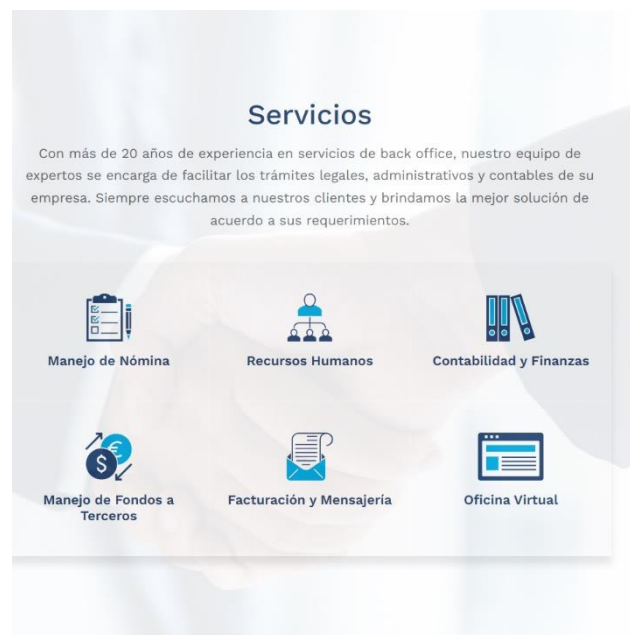 Servicios
Con más de 20 años de experiencia en servicios de back office, nuestro equipo de
expertos se encarga de facilitar los trámites legales, administrativos y contables de su
empresa. Siempre escuchamos a nuestros clientes y brindamos la mejor solución de
acuerdo a sus requerimientos.
Manejo de Nómina
Recursos Humanos
Contabilidad y Finanzas
Manejo de Fondos a
Terceros
Facturación y Mensajería
Oficina Virtual